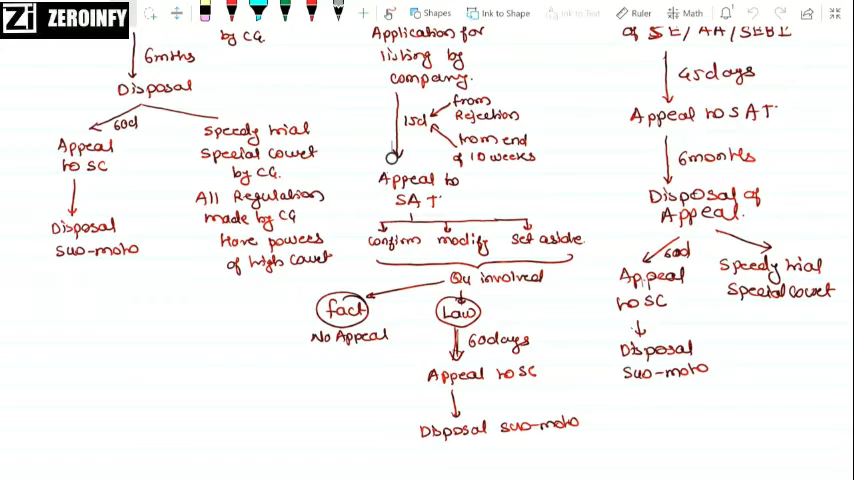 Zi ZEROINFY
Shapes
Ink to Shape
Ink to Text
Ruler
Math
by CG.
6mths
Disposal
60d
Appeal
to SC
Disposal
suo-moto
Speedy trial
Special court
by CG.
All Regulation
made by CG
Have powers
of high court
Application for
listing by
company.
15d
from
Rejection
from end
of 10 weeks
Appeal to
SAT.
confirm modify set aside
Qu involved
fact
No Appeal
Law
60days
Appeal to SC
Disposal suo-moto
of SE/AA/SEBI
45days
Appeal to SAT.
6months
Disposal of
Appeal.
60d
Appeal
to SC
Disposal
suo-moto
Speedy trial
Special court